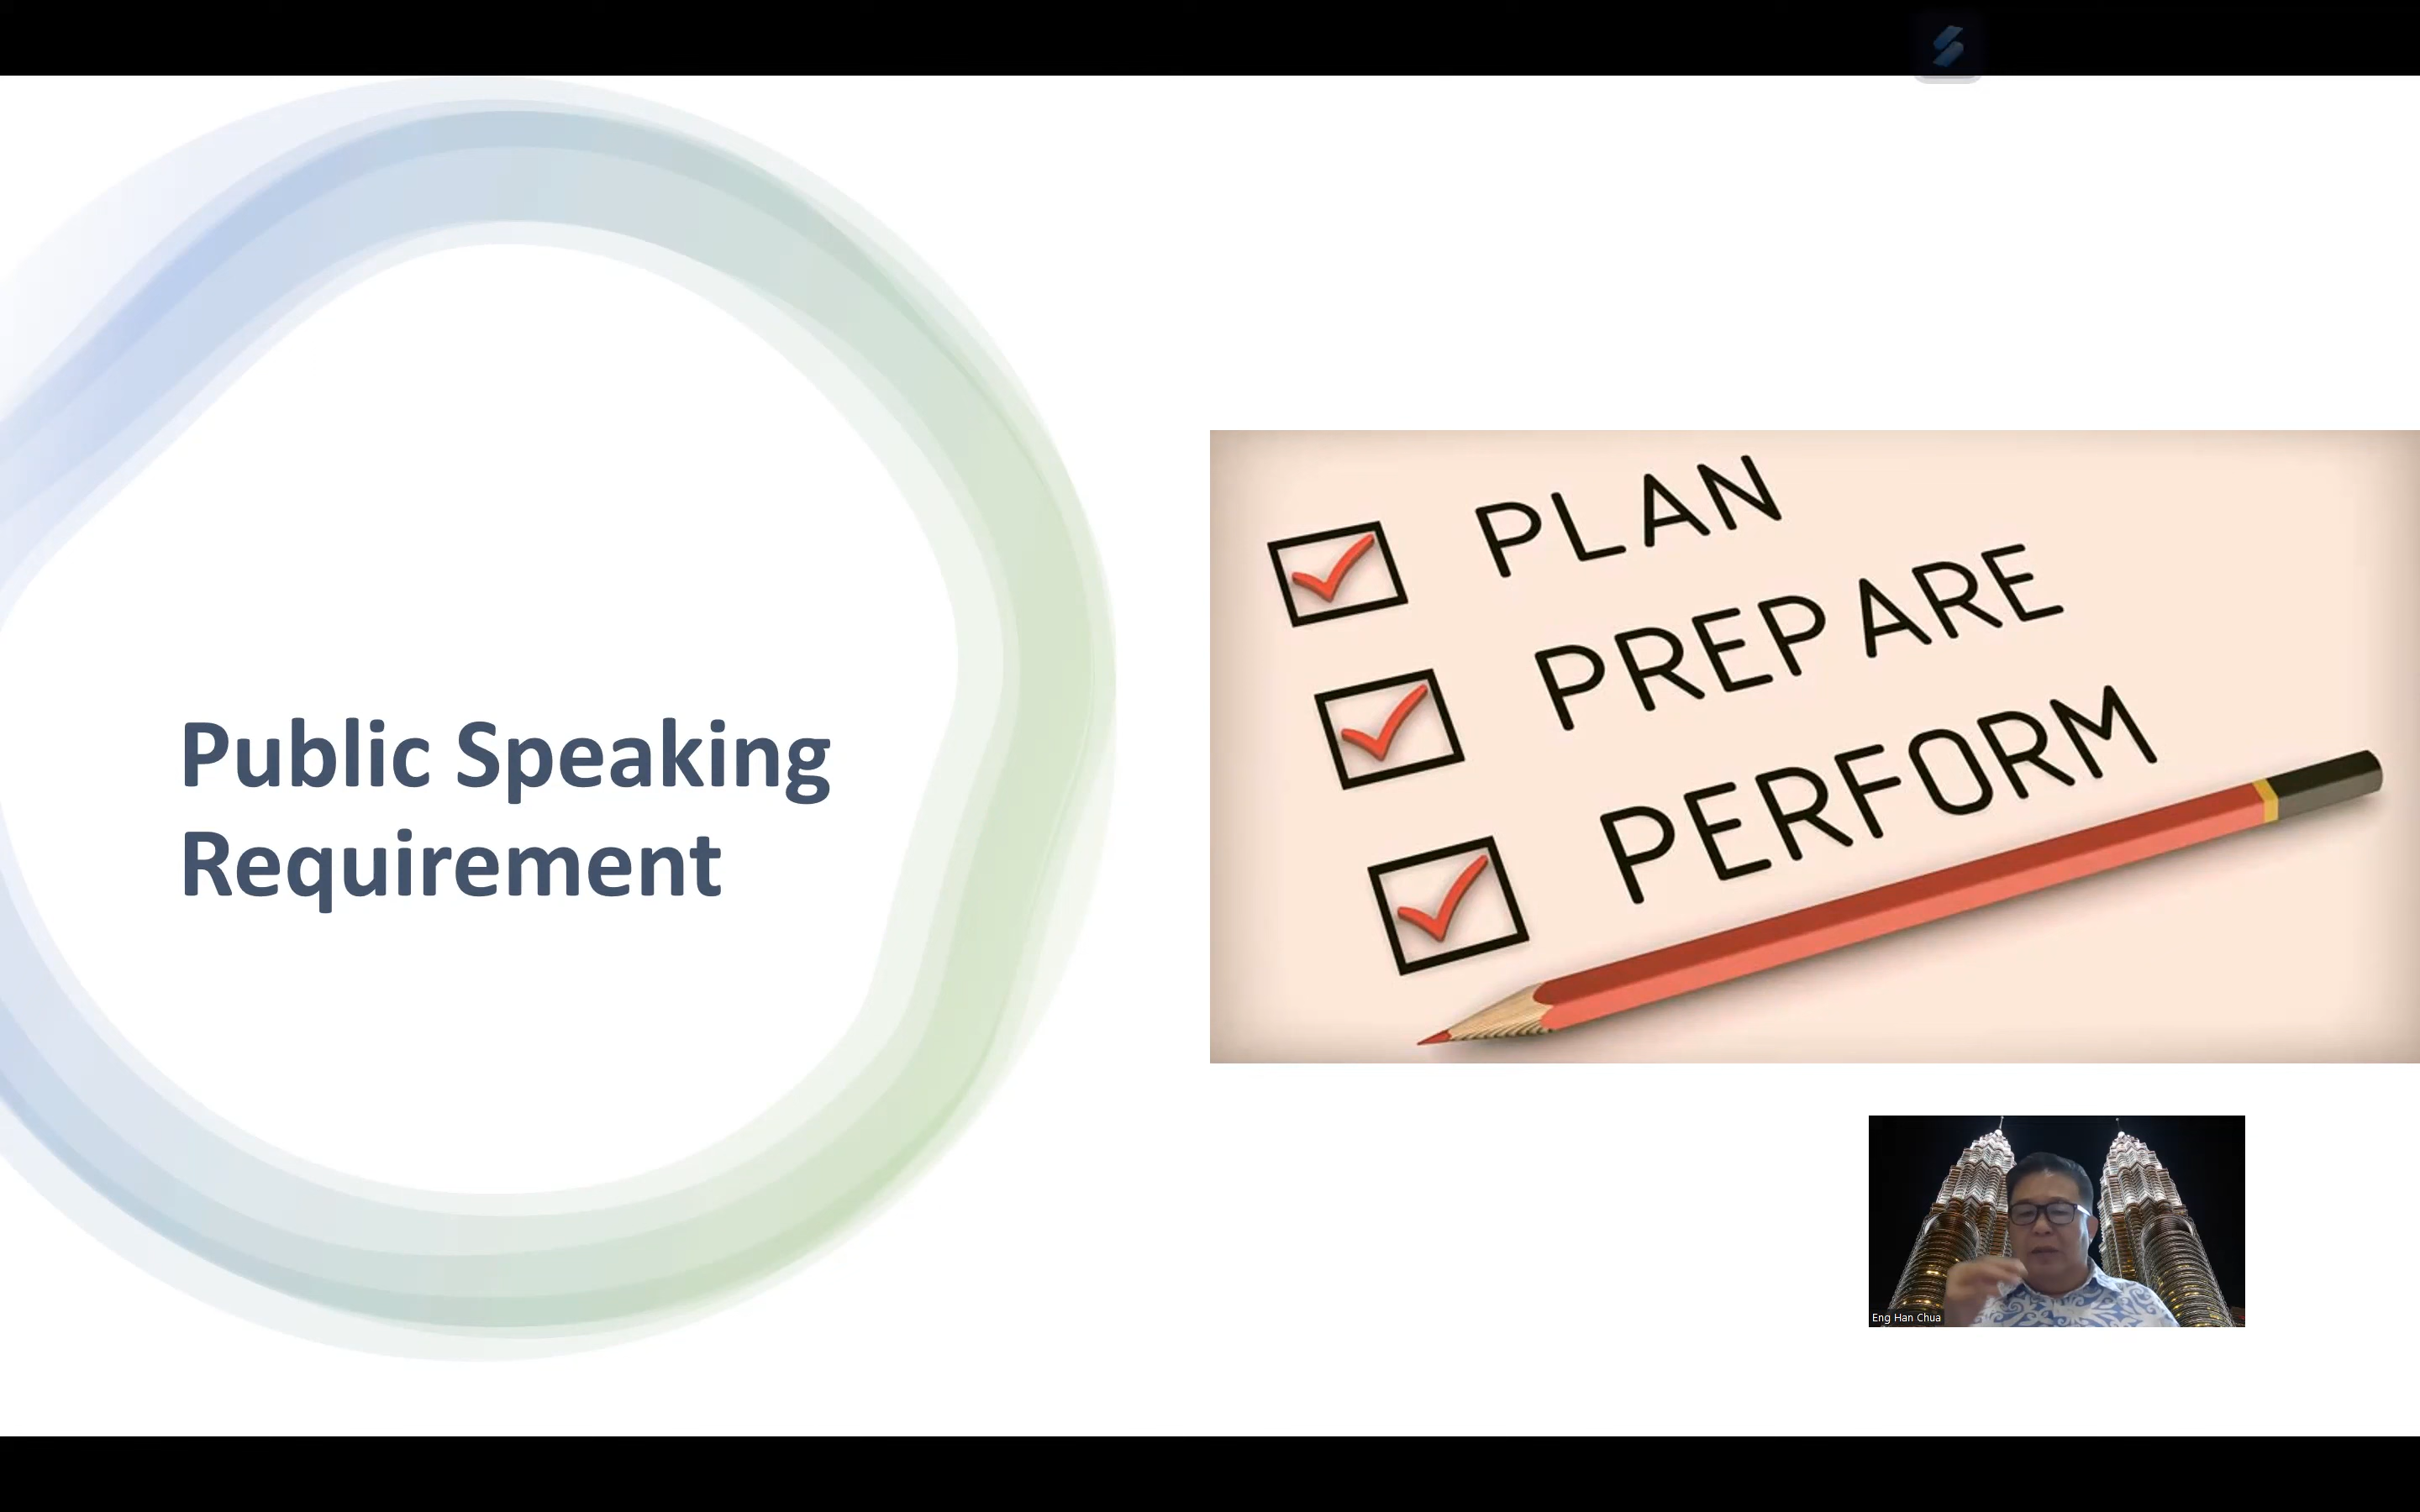 Public Speaking
Requirement
PLAN
PREPARE
PERFORM
Eng Han Chua